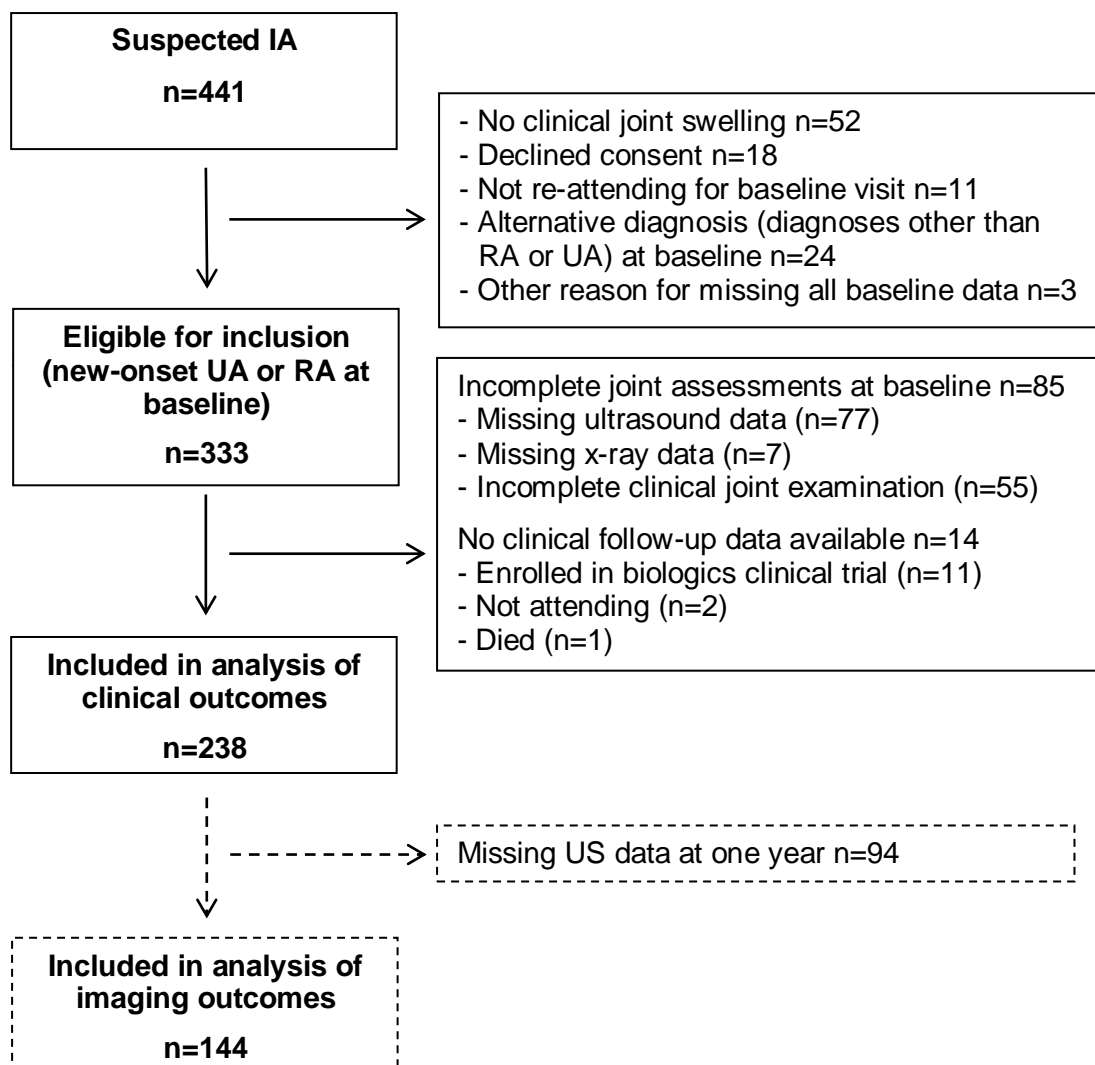 Suspected IA
n=441
- No clinical joint swelling n=52
- Declined consent n=18
- Not re-attending for baseline visit n=11
- Alternative diagnosis (diagnoses other than
RA or UA) at baseline n=24
- Other reason for missing all baseline data n=3
Eligible for inclusion
(new-onset UA or RA at
baseline)
n=333
Incomplete joint assessments at baseline n=85
- Missing ultrasound data (n=77)
- Missing x-ray data (n=7)
- Incomplete clinical joint examination (n=55)
No clinical follow-up data available n=14
- Enrolled in biologics clinical trial (n=11)
- Not attending (n=2)
- Died (n=1)
Included in analysis of
clinical outcomes
n=238
Missing US data at one year n=94
Included in analysis of
imaging outcomes
n=144